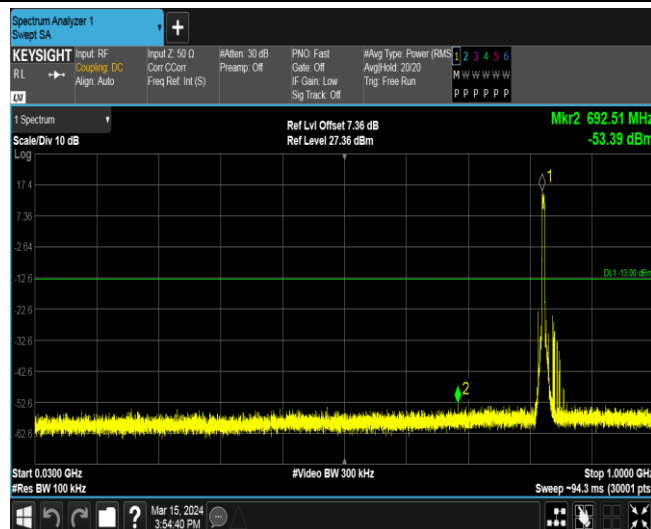 Spectrum Analyzer 1
Swept SA
KEYSIGHT
RL
LXI
Input: RF
Coupling: DC
Align: Auto
Input Z: 50 Ω
Corr CCorr
Freq Ref: Int (S)
#Atten: 30 dB
Preamp: Off
PNO: Fast
Gate: Off
IF Gain: Low
Sig Track: Off
#Avg Type: Power (RMS
Avg|Hold: 20/20
Trig: Free Run
1 2 3 4 5 6
M W W W W W
P P P P P P
1 Spectrum
Scale/Div 10 dB
Log
Ref Lvl Offset 7.36 dB
Ref Level 27.36 dBm
Mkr2 692.51 MHz
-53.39 dBm
1
17.4
7.36
-2.64
DL1 -13.00 dBm
-12.6
-22.6
-32.6
-42.6
2
-52.6
-62.6
Start 0.0300 GHz
#Res BW 100 kHz
#Video BW 300 kHz
Stop 1.0000 GHz
Sweep ~94.3 ms (30001 pts)
?
Mar 15, 2024
3:54:40 PM